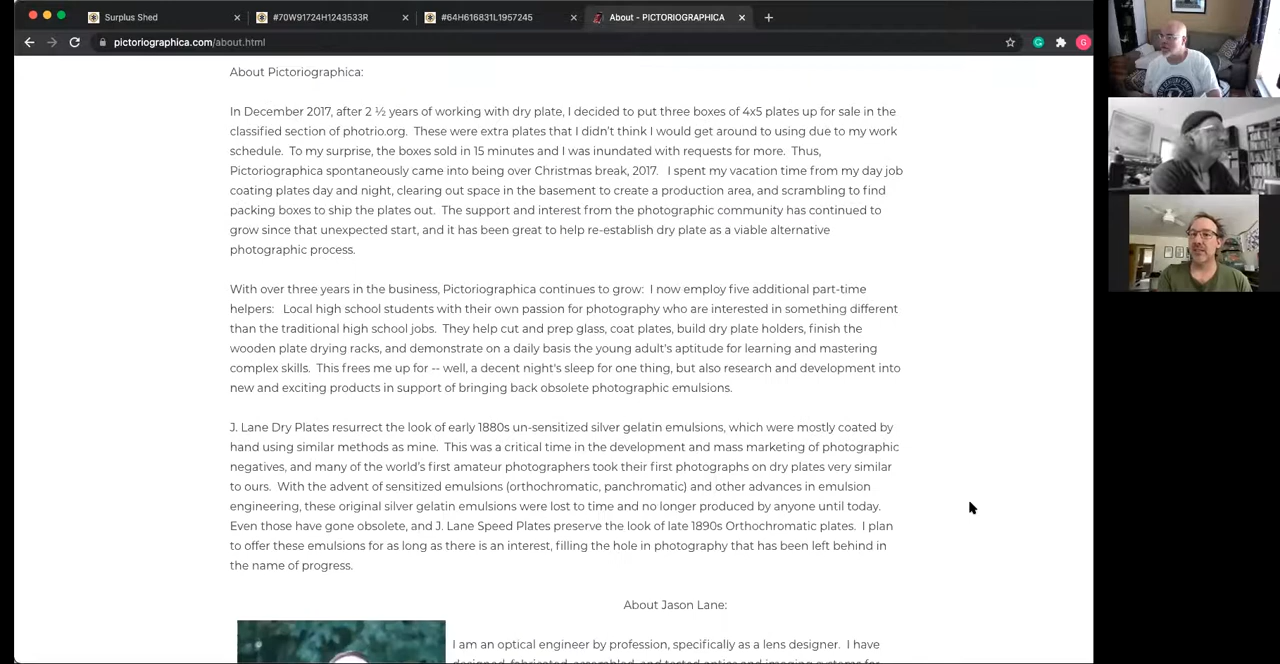 Surplus Shed
#70W91724H1243533R
#64H616831L1957245
About - PICTORIOGRAPHICA
pictoriographica.com/about.html
G
About Pictoriographica:
In December 2017, after 2 ½ years of working with dry plate, I decided to put three boxes of 4x5 plates up for sale in the
classified section of photrio.org.  These were extra plates that I didn't think I would get around to using due to my work
schedule.  To my surprise, the boxes sold in 15 minutes and I was inundated with requests for more.  Thus,
Pictoriographica spontaneously came into being over Christmas break, 2017.   I spent my vacation time from my day job
coating plates day and night, clearing out space in the basement to create a production area, and scrambling to find
packing boxes to ship the plates out.  The support and interest from the photographic community has continued to
grow since that unexpected start, and it has been great to help re-establish dry plate as a viable alternative
photographic process.
With over three years in the business, Pictoriographica continues to grow:  I now employ five additional part-time
helpers:   Local high school students with their own passion for photography who are interested in something different
than the traditional high school jobs.  They help cut and prep glass, coat plates, build dry plate holders, finish the
wooden plate drying racks, and demonstrate on a daily basis the young adult's aptitude for learning and mastering
complex skills.  This frees me up for -- well, a decent night's sleep for one thing, but also research and development into
new and exciting products in support of bringing back obsolete photographic emulsions.
J. Lane Dry Plates resurrect the look of early 1880s un-sensitized silver gelatin emulsions, which were mostly coated by
hand using similar methods as mine.  This was a critical time in the development and mass marketing of photographic
negatives, and many of the world's first amateur photographers took their first photographs on dry plates very similar
to ours.  With the advent of sensitized emulsions (orthochromatic, panchromatic) and other advances in emulsion
engineering, these original silver gelatin emulsions were lost to time and no longer produced by anyone until today.
Even those have gone obsolete, and J. Lane Speed Plates preserve the look of late 1890s Orthochromatic plates.  I plan
to offer these emulsions for as long as there is an interest, filling the hole in photography that has been left behind in
the name of progress.
About Jason Lane:
I am an optical engineer by profession, specifically as a lens designer.  I have
designed, fabricated, assembled, and tested optics and imaging systems for